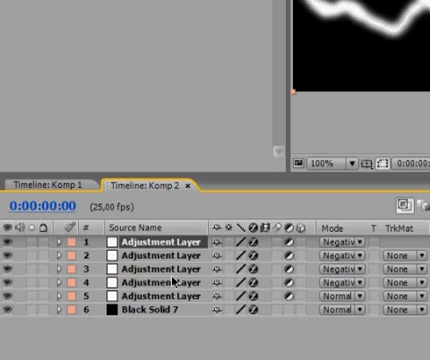 100% 0:00:00:
Timeline: Komp 1 Timeline: Komp 2 ×
0:00:00:00 (25,00 fps)
# Source Name Mode T TrkMat
1 Adjustment Layer Negativ
2 Adjustment Layer Negativ None
3 Adjustment Layer Negativ None
4 Adjustment Layer Negativ None
5 Adjustment Layer Normal None
6 Black Solid 7 Normal None